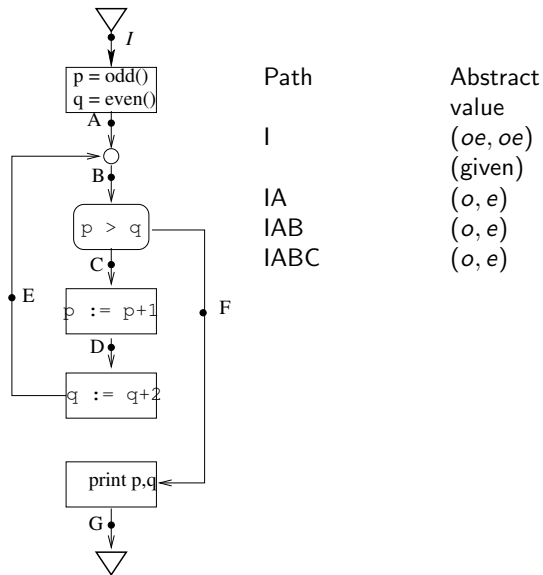 I
p = odd()
q = even()
A
B
p > q
C
E
F
p := p+1
D
q := q+2
print p,q
G
Path Abstract
value
I (oe, oe)
(given)
IA (o, e)
IAB (o, e)
IABC (o, e)